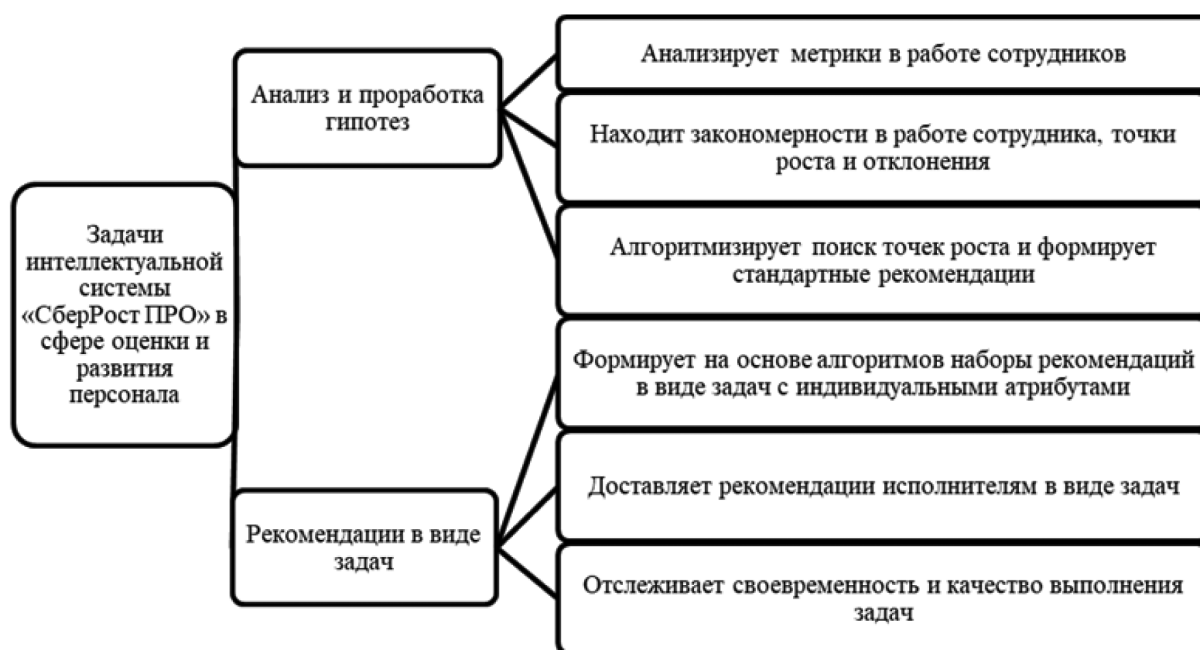 Задачи
интеллектуальной
системы
«СберРост ПРО» в
сфере оценки и
развития
персонала
Анализ и проработка
гипотез
Анализирует метрики в работе сотрудников
Находит закономерности в работе сотрудника, точки
роста и отклонения
Алгоритмизирует поиск точек роста и формирует
стандартные рекомендации
Рекомендации в виде
задач
Формирует на основе алгоритмов наборы рекомендаций
в виде задач с индивидуальными атрибутами
Доставляет рекомендации исполнителям в виде задач
Отслеживает своевременность и качество выполнения
задач